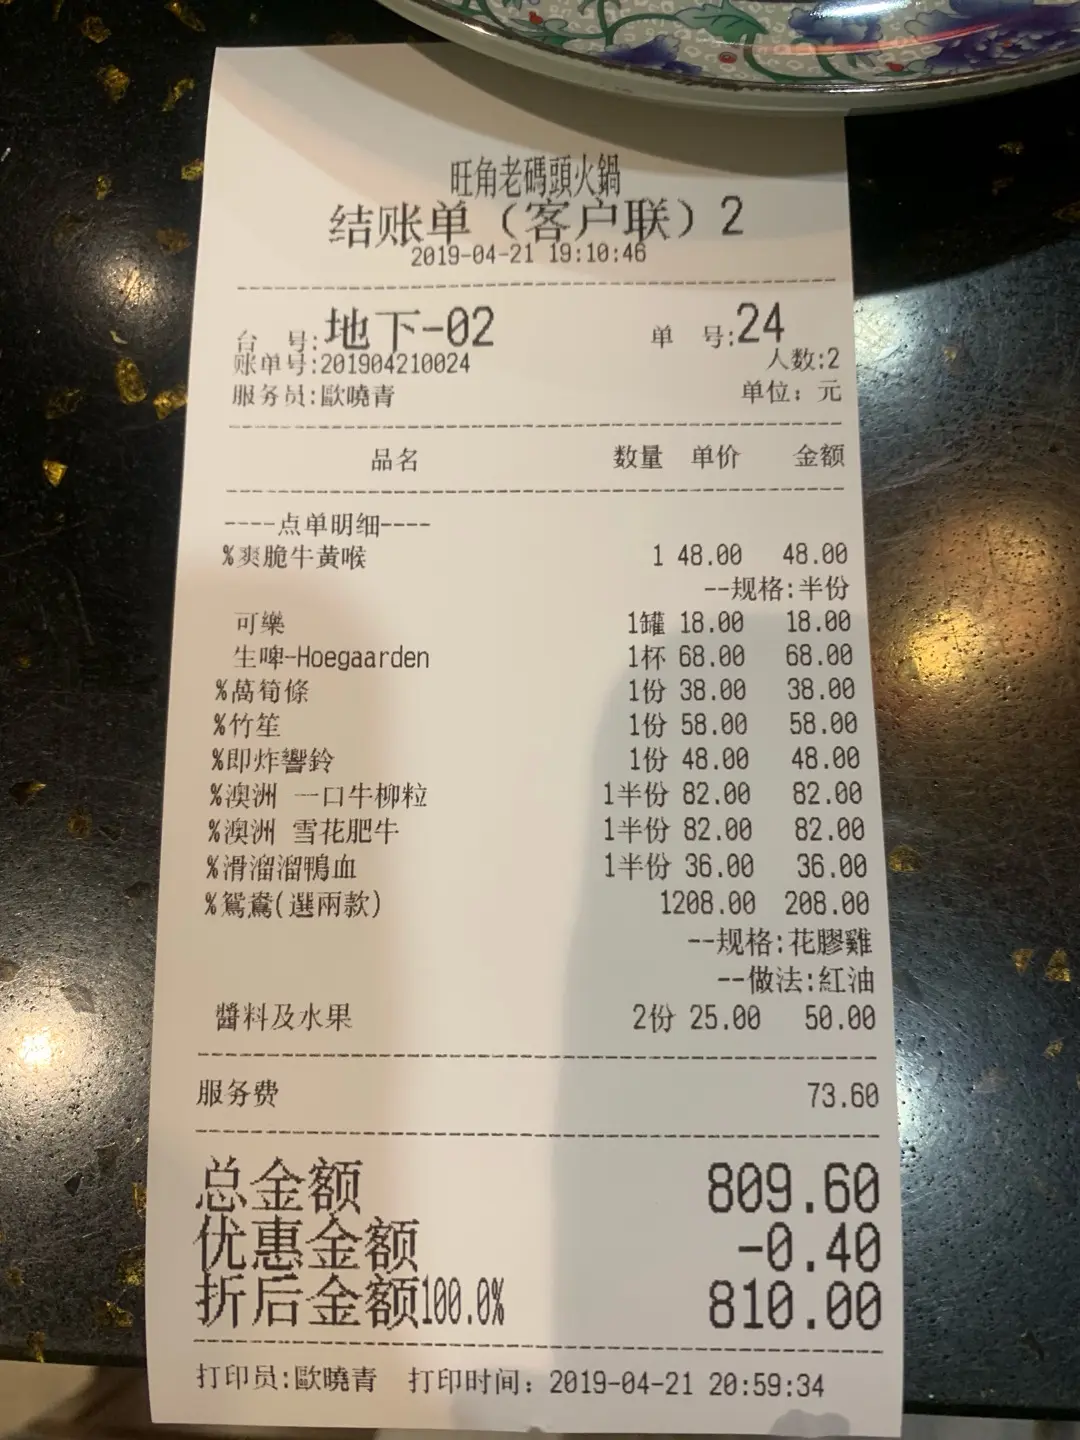 旺角老碼頭火鍋
结账单（客户联）2
2019-04-21 19:10:46
台 号:地下-02 单 号:24
账单号:201904210024 人数:2
服务员:歐曉青 单位：元
品名 数量 单价 金额
----点单明细----
%爽脆牛黃喉 1 48.00 48.00
--规格:半份
可樂 1罐 18.00 18.00
生啤-Hoegaarden 1杯 68.00 68.00
%萵筍條 1份 38.00 38.00
%竹笙 1份 58.00 58.00
%即炸響鈴 1份 48.00 48.00
%澳洲 一口牛柳粒 1半份 82.00 82.00
%澳洲 雪花肥牛 1半份 82.00 82.00
%滑溜溜鴨血 1半份 36.00 36.00
%鴛鴦(選兩款) 1208.00 208.00
--规格:花膠雞
--做法:紅油
醬料及水果 2份 25.00 50.00
服务费 73.60
总金额 809.60
优惠金额 -0.40
折后金额100.0% 810.00
打印员:歐曉青 打印时间：2019-04-21 20:59:34